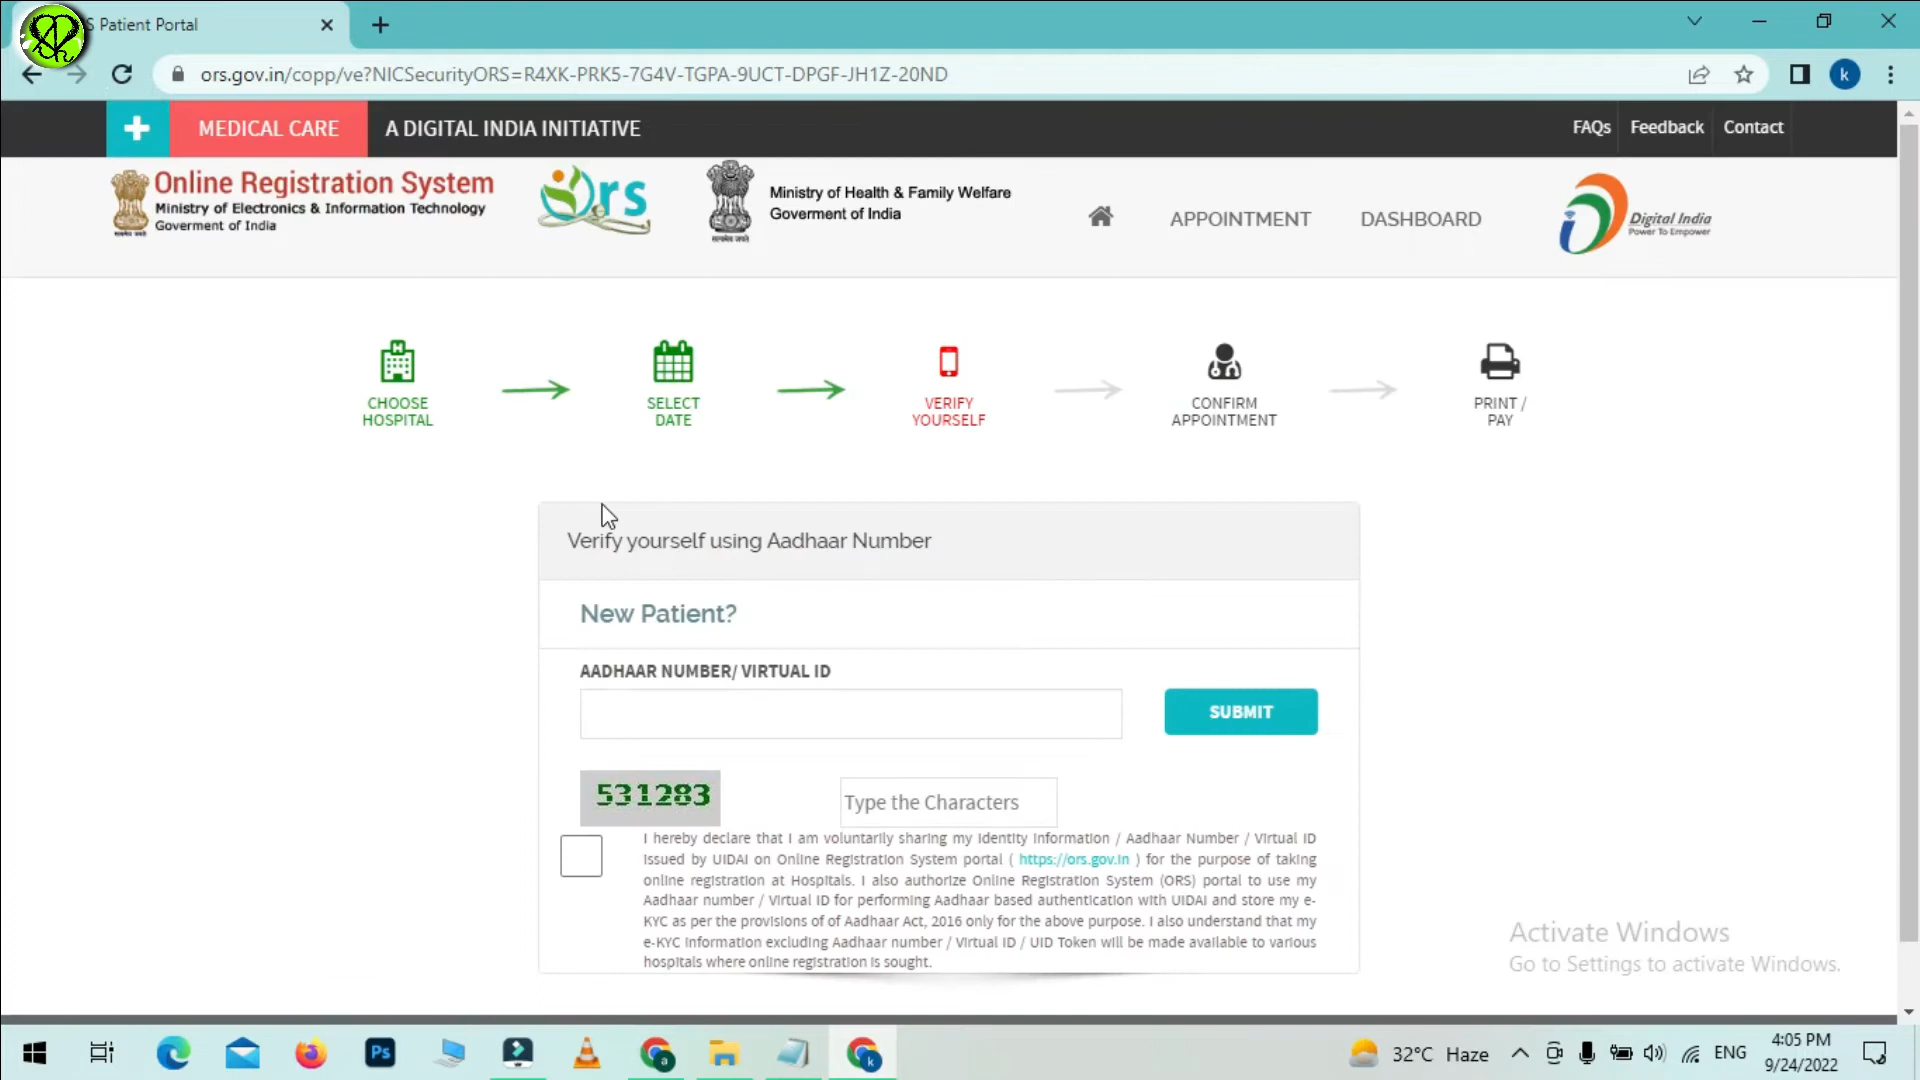 S Patient Portal
ors.gov.in/copp/ve?NICSecurityORS=R4XK-PRK5-7G4V-TGPA-9UCT-DPGF-JH1Z-20ND
k
MEDICAL CARE
A DIGITAL INDIA INITIATIVE
FAQs
Feedback
Contact
Online Registration System
Ministry of Electronics & Information Technology
Goverment of India
Ors
Ministry of Health & Family Welfare
Goverment of India
APPOINTMENT
DASHBOARD
Digital India
Power To Empower
CHOOSE
HOSPITAL
SELECT
DATE
VERIFY
YOURSELF
CONFIRM
APPOINTMENT
PRINT /
PAY
Verify yourself using Aadhaar Number
New Patient?
AADHAAR NUMBER/ VIRTUAL ID
SUBMIT
531283
Type the Characters
I hereby declare that I am voluntarily sharing my Identity Information / Aadhaar Number / Virtual ID
issued by UIDAI on Online Registration System portal ( https://ors.gov.in ) for the purpose of taking
online registration at Hospitals. I also authorize Online Registration System (ORS) portal to use my
Aadhar number / Virtual ID for performing Aadhaar based authentication with UIDAI and store my e-
KYC as per the provisions of of Aadhaar Act, 2016 only for the above purpose. I also understand that my
e-KYC Information excluding Aadhaar number / Virtual ID / UID Token will be made available to various
hospitals where online registration is sought.
Activate Windows
Go to Settings to activate Windows.
Ps
a
k
32°C Haze
ENG
4:05 PM
9/24/2022